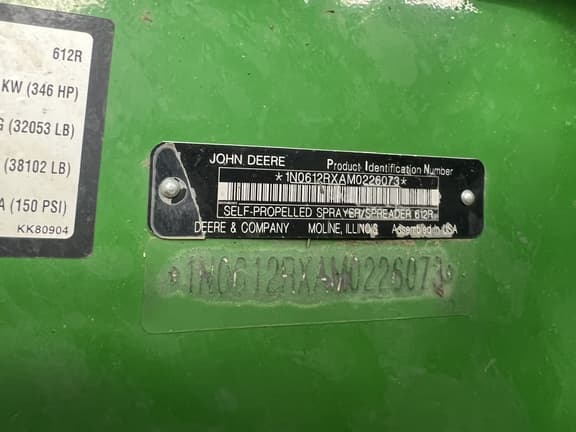 612R
KW (346 HP)
(32053 LB)
(38102 LB)
A (150 PSI)
KK80904
JOHN DEERE Product Identification Number
*1N0612RXAM0226073*
SELF-PROPELLED SPRAYER/SPREADER 612R
DEERE & COMPANY MOLINE, ILLINOIS Assembled in USA
*1N0612RXAM0226073*